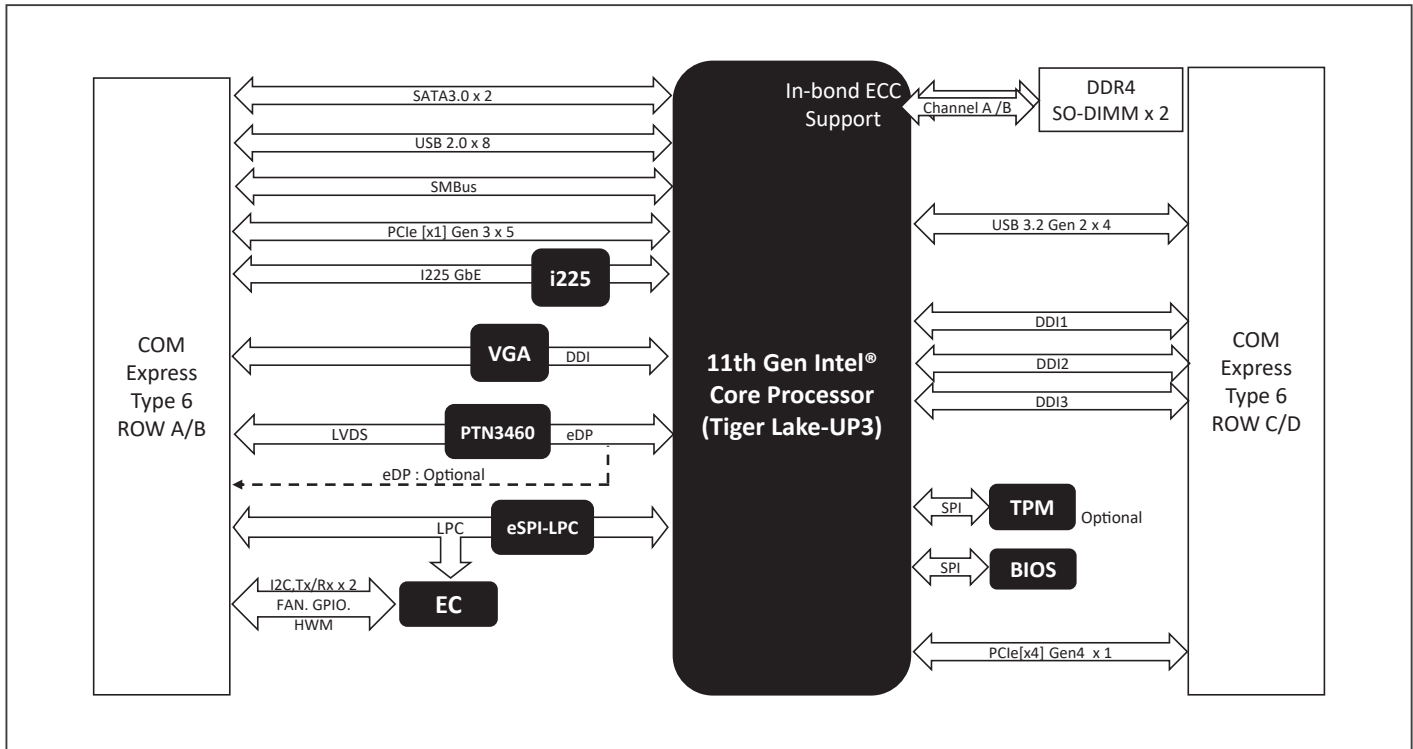 COM
Express
Type 6
ROW A/B
SATA3.0 x 2
USB 2.0 x 8
SMBus
PCIe [x1] Gen 3 x 5
I225 GbE
i225
VGA
DDI
LVDS
PTN3460
eDP
eDP : Optional
LPC
eSPI-LPC
I2C,Tx/Rx x 2
FAN. GPIO.
HWM
EC
In-bond ECC
Support
11th Gen Intel®
Core Processor
(Tiger Lake-UP3)
Channel A /B
DDR4
SO-DIMM x 2
USB 3.2 Gen 2 x 4
DDI1
DDI2
DDI3
SPI
TPM
Optional
SPI
BIOS
PCIe[x4] Gen4 x 1
COM
Express
Type 6
ROW C/D